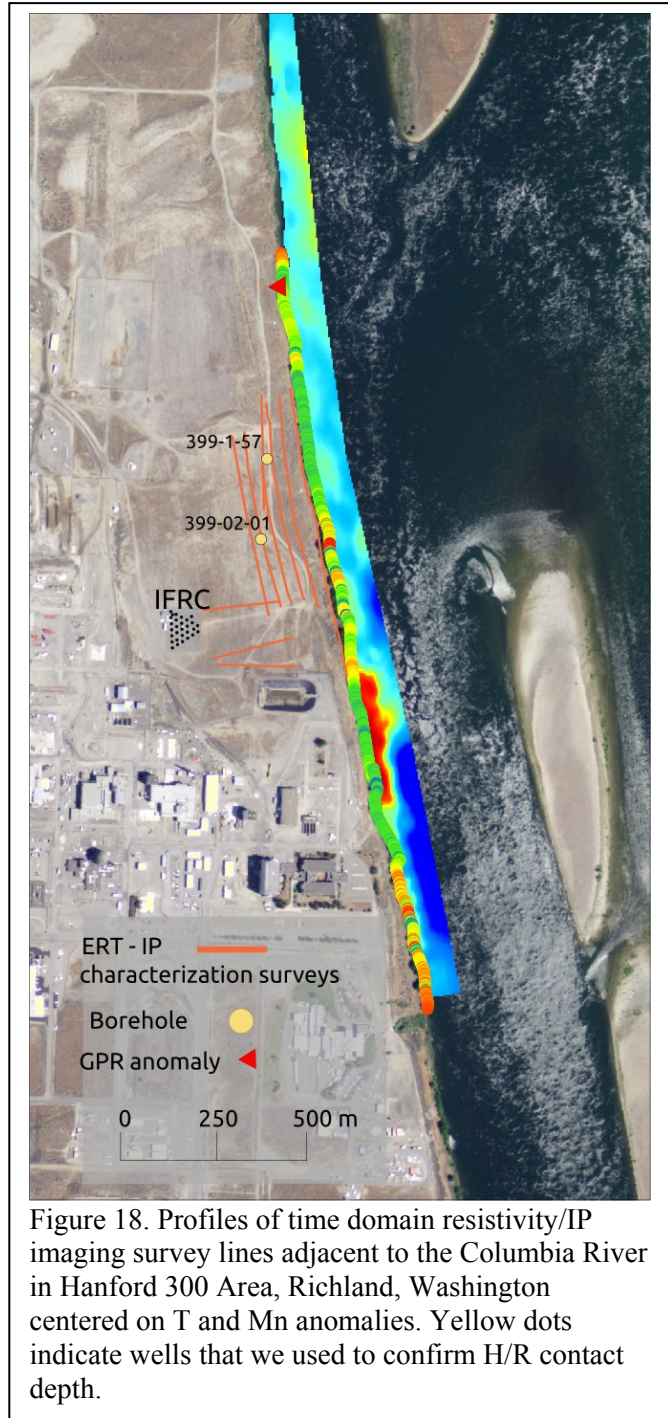 399-1-57
399-02-01
IFRC
ERT - IP
characterization surveys
Borehole
GPR anomaly
0 250 500 m
Figure 18. Profiles of time domain resistivity/IP
imaging survey lines adjacent to the Columbia River
in Hanford 300 Area, Richland, Washington
centered on T and Mn anomalies. Yellow dots
indicate wells that we used to confirm H/R contact
depth.